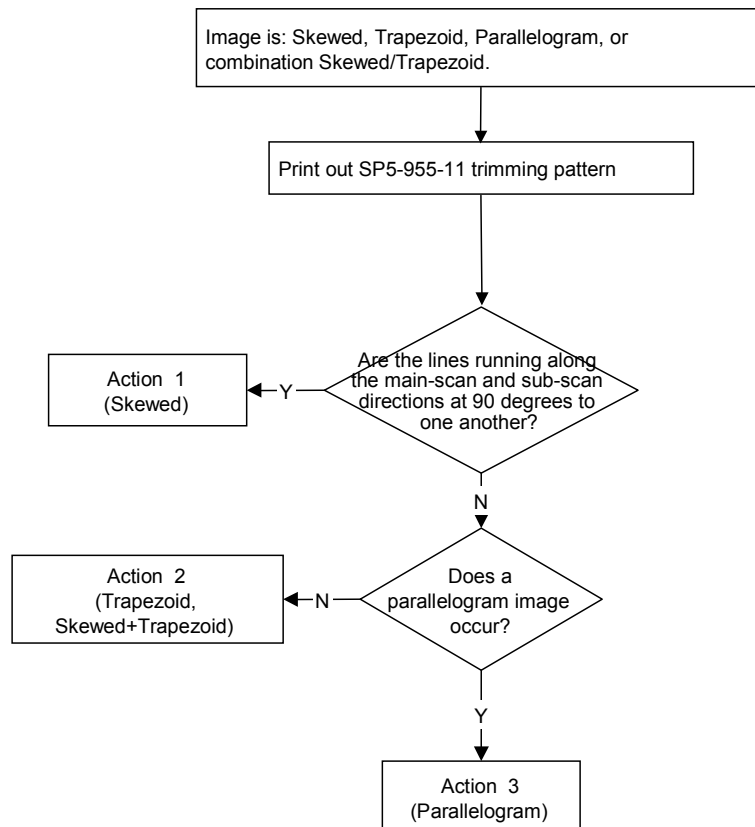 Image is: Skewed, Trapezoid, Parallelogram, or
combination Skewed/Trapezoid.
Print out SP5-955-11 trimming pattern
Are the lines running along
the main-scan and sub-scan
directions at 90 degrees to
one another?
Y
Action 1
(Skewed)
N
Does a
parallelogram image
occur?
N
Action 2
(Trapezoid,
Skewed+Trapezoid)
Y
Action 3
(Parallelogram)